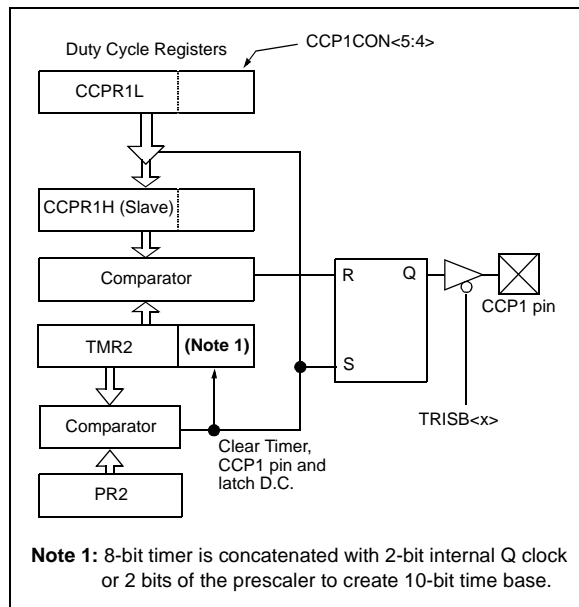 Duty Cycle Registers
CCP1CON<5:4>
CCPR1L
CCPR1H (Slave)
Comparator
R
Q
CCP1 pin
TMR2
(Note 1)
S
TRISB<x>
Comparator
Clear Timer,
CCP1 pin and
latch D.C.
PR2
Note 1: 8-bit timer is concatenated with 2-bit internal Q clock
or 2 bits of the prescaler to create 10-bit time base.